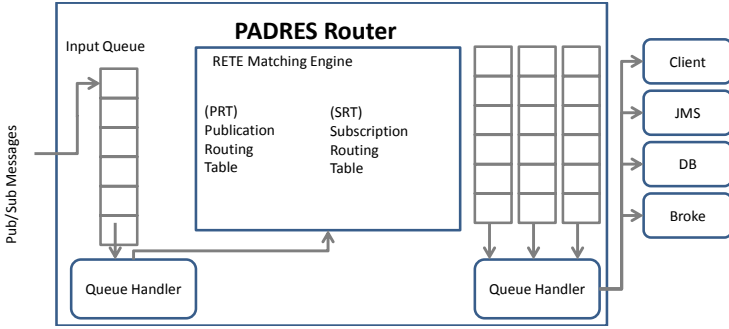 PADRES Router
Input Queue
RETE Matching Engine
(PRT)
Publication
Routing
Table
(SRT)
Subscription
Routing
Table
Pub/Sub Messages
Queue Handler
Queue Handler
Client
JMS
DB
Broke